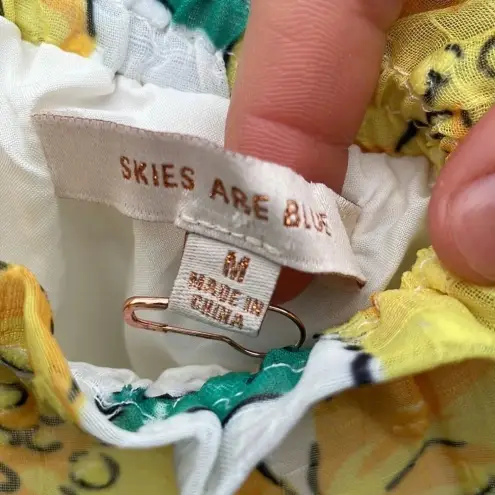 SKIES ARE BLUE
M
MADE IN
CHINA